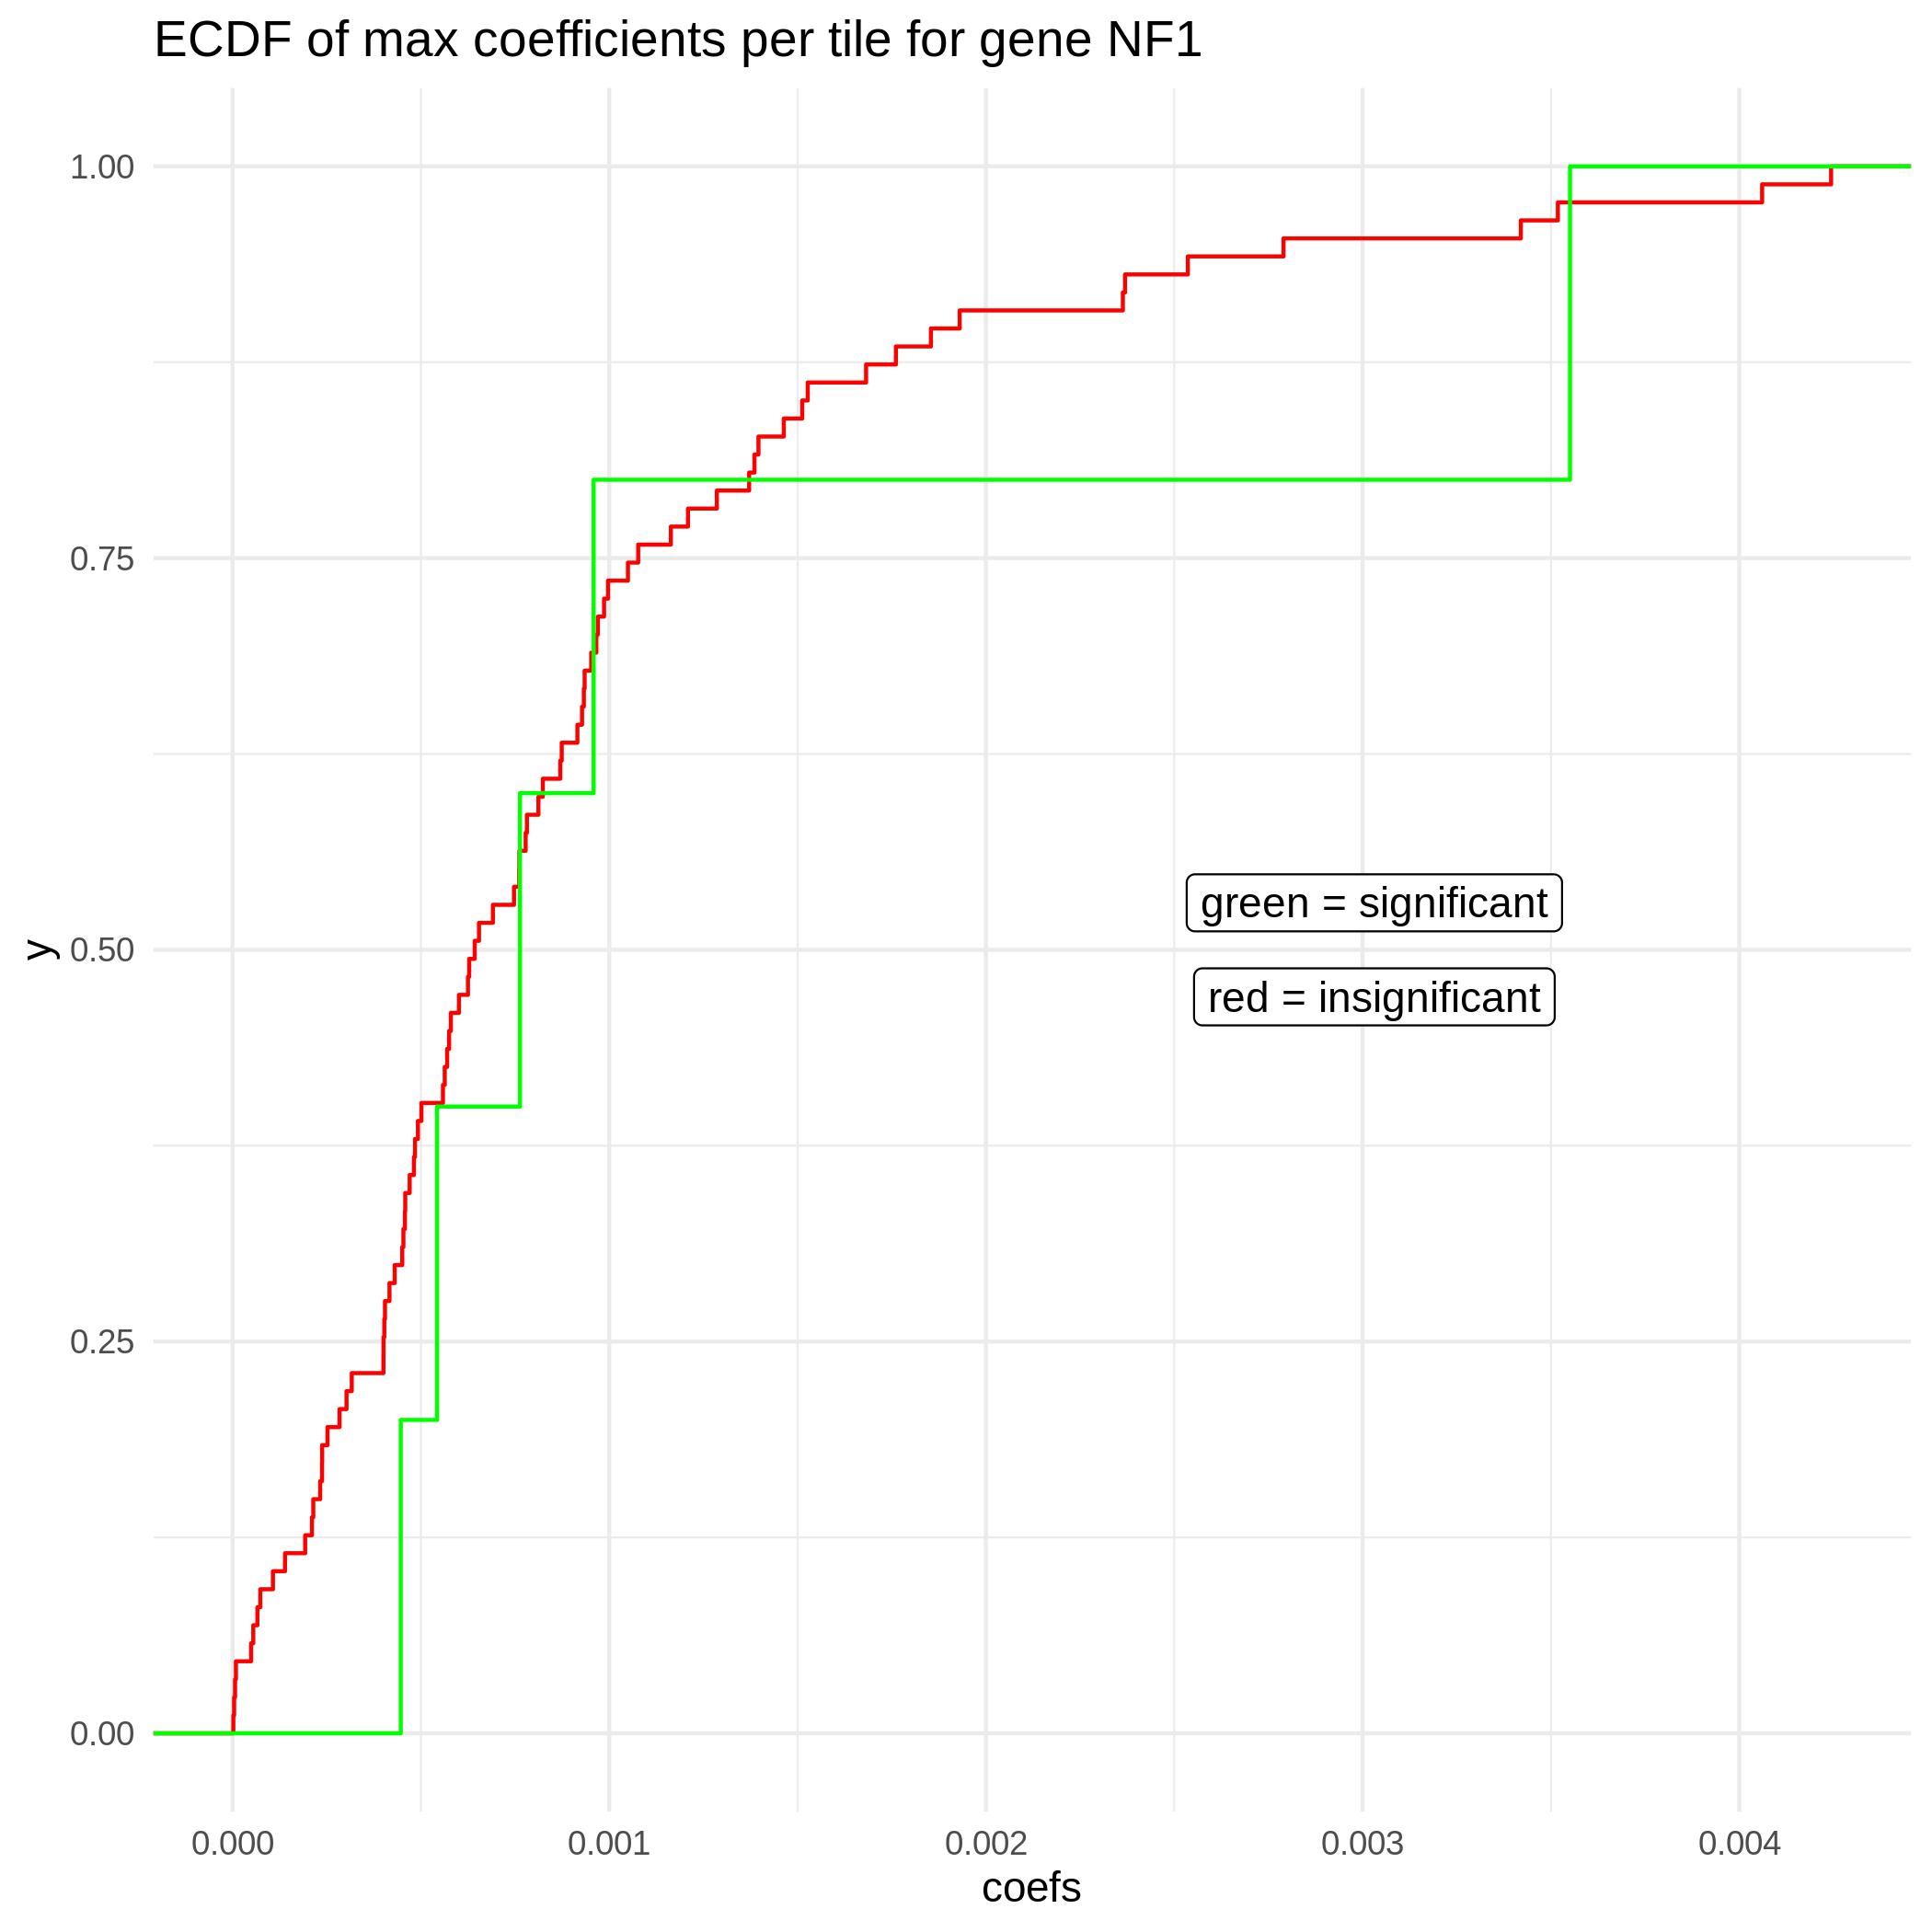 ECDF of max coefficients per tile for gene NF1
1.00
0.75
0.50
0.25
0.00
y
green = significant
red = insignificant
0.000 0.001 0.002 0.003 0.004
coefs